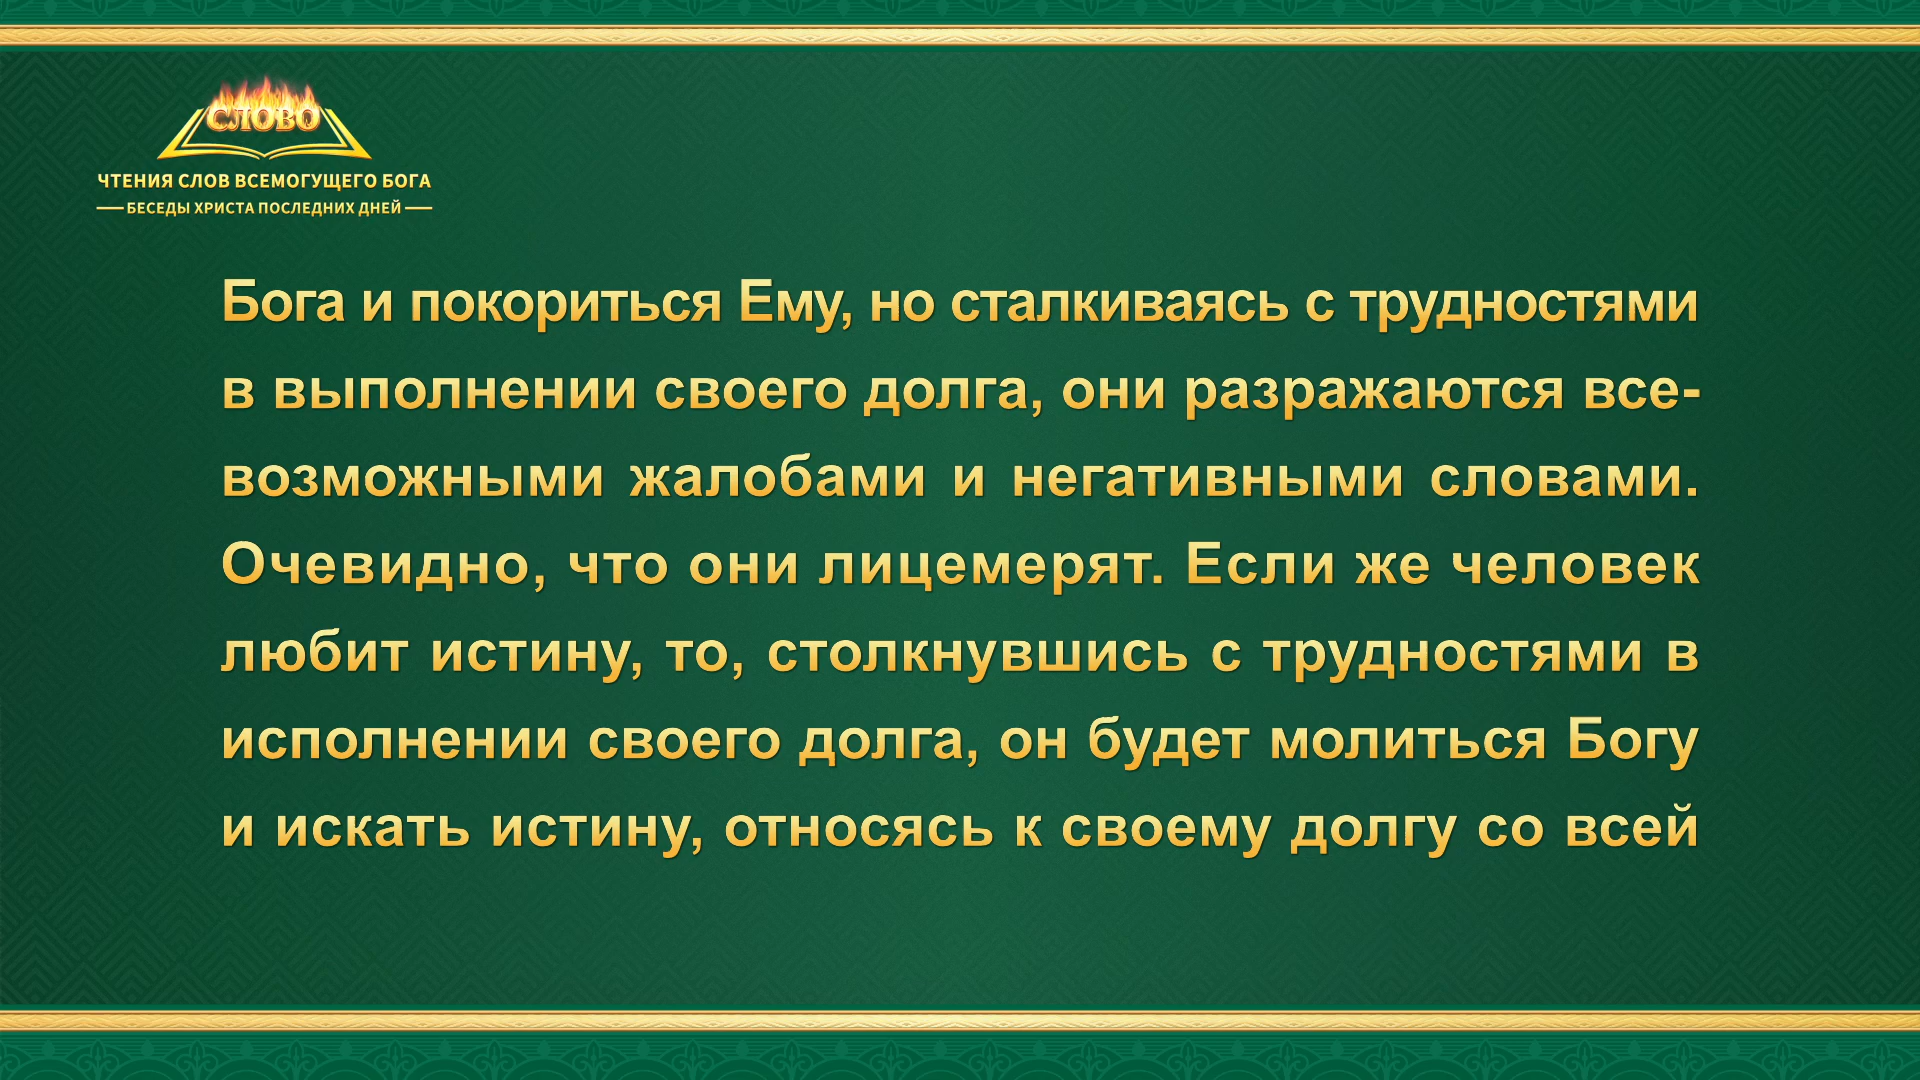 СЛОВО
ЧТЕНИЯ СЛОВ ВСЕМОГУЩЕГО БОГА
БЕСЕДЫ ХРИСТА ПОСЛЕДНИХ ДНЕЙ
Бога и покориться Ему, но сталкиваясь с трудностями
в выполнении своего долга, они разражаются все-
возможными жалобами и негативными словами.
Очевидно, что они лицемерят. Если же человек
любит истину, то, столкнувшись с трудностями в
исполнении своего долга, он будет молиться Богу
и искать истину, относясь к своему долгу со всей